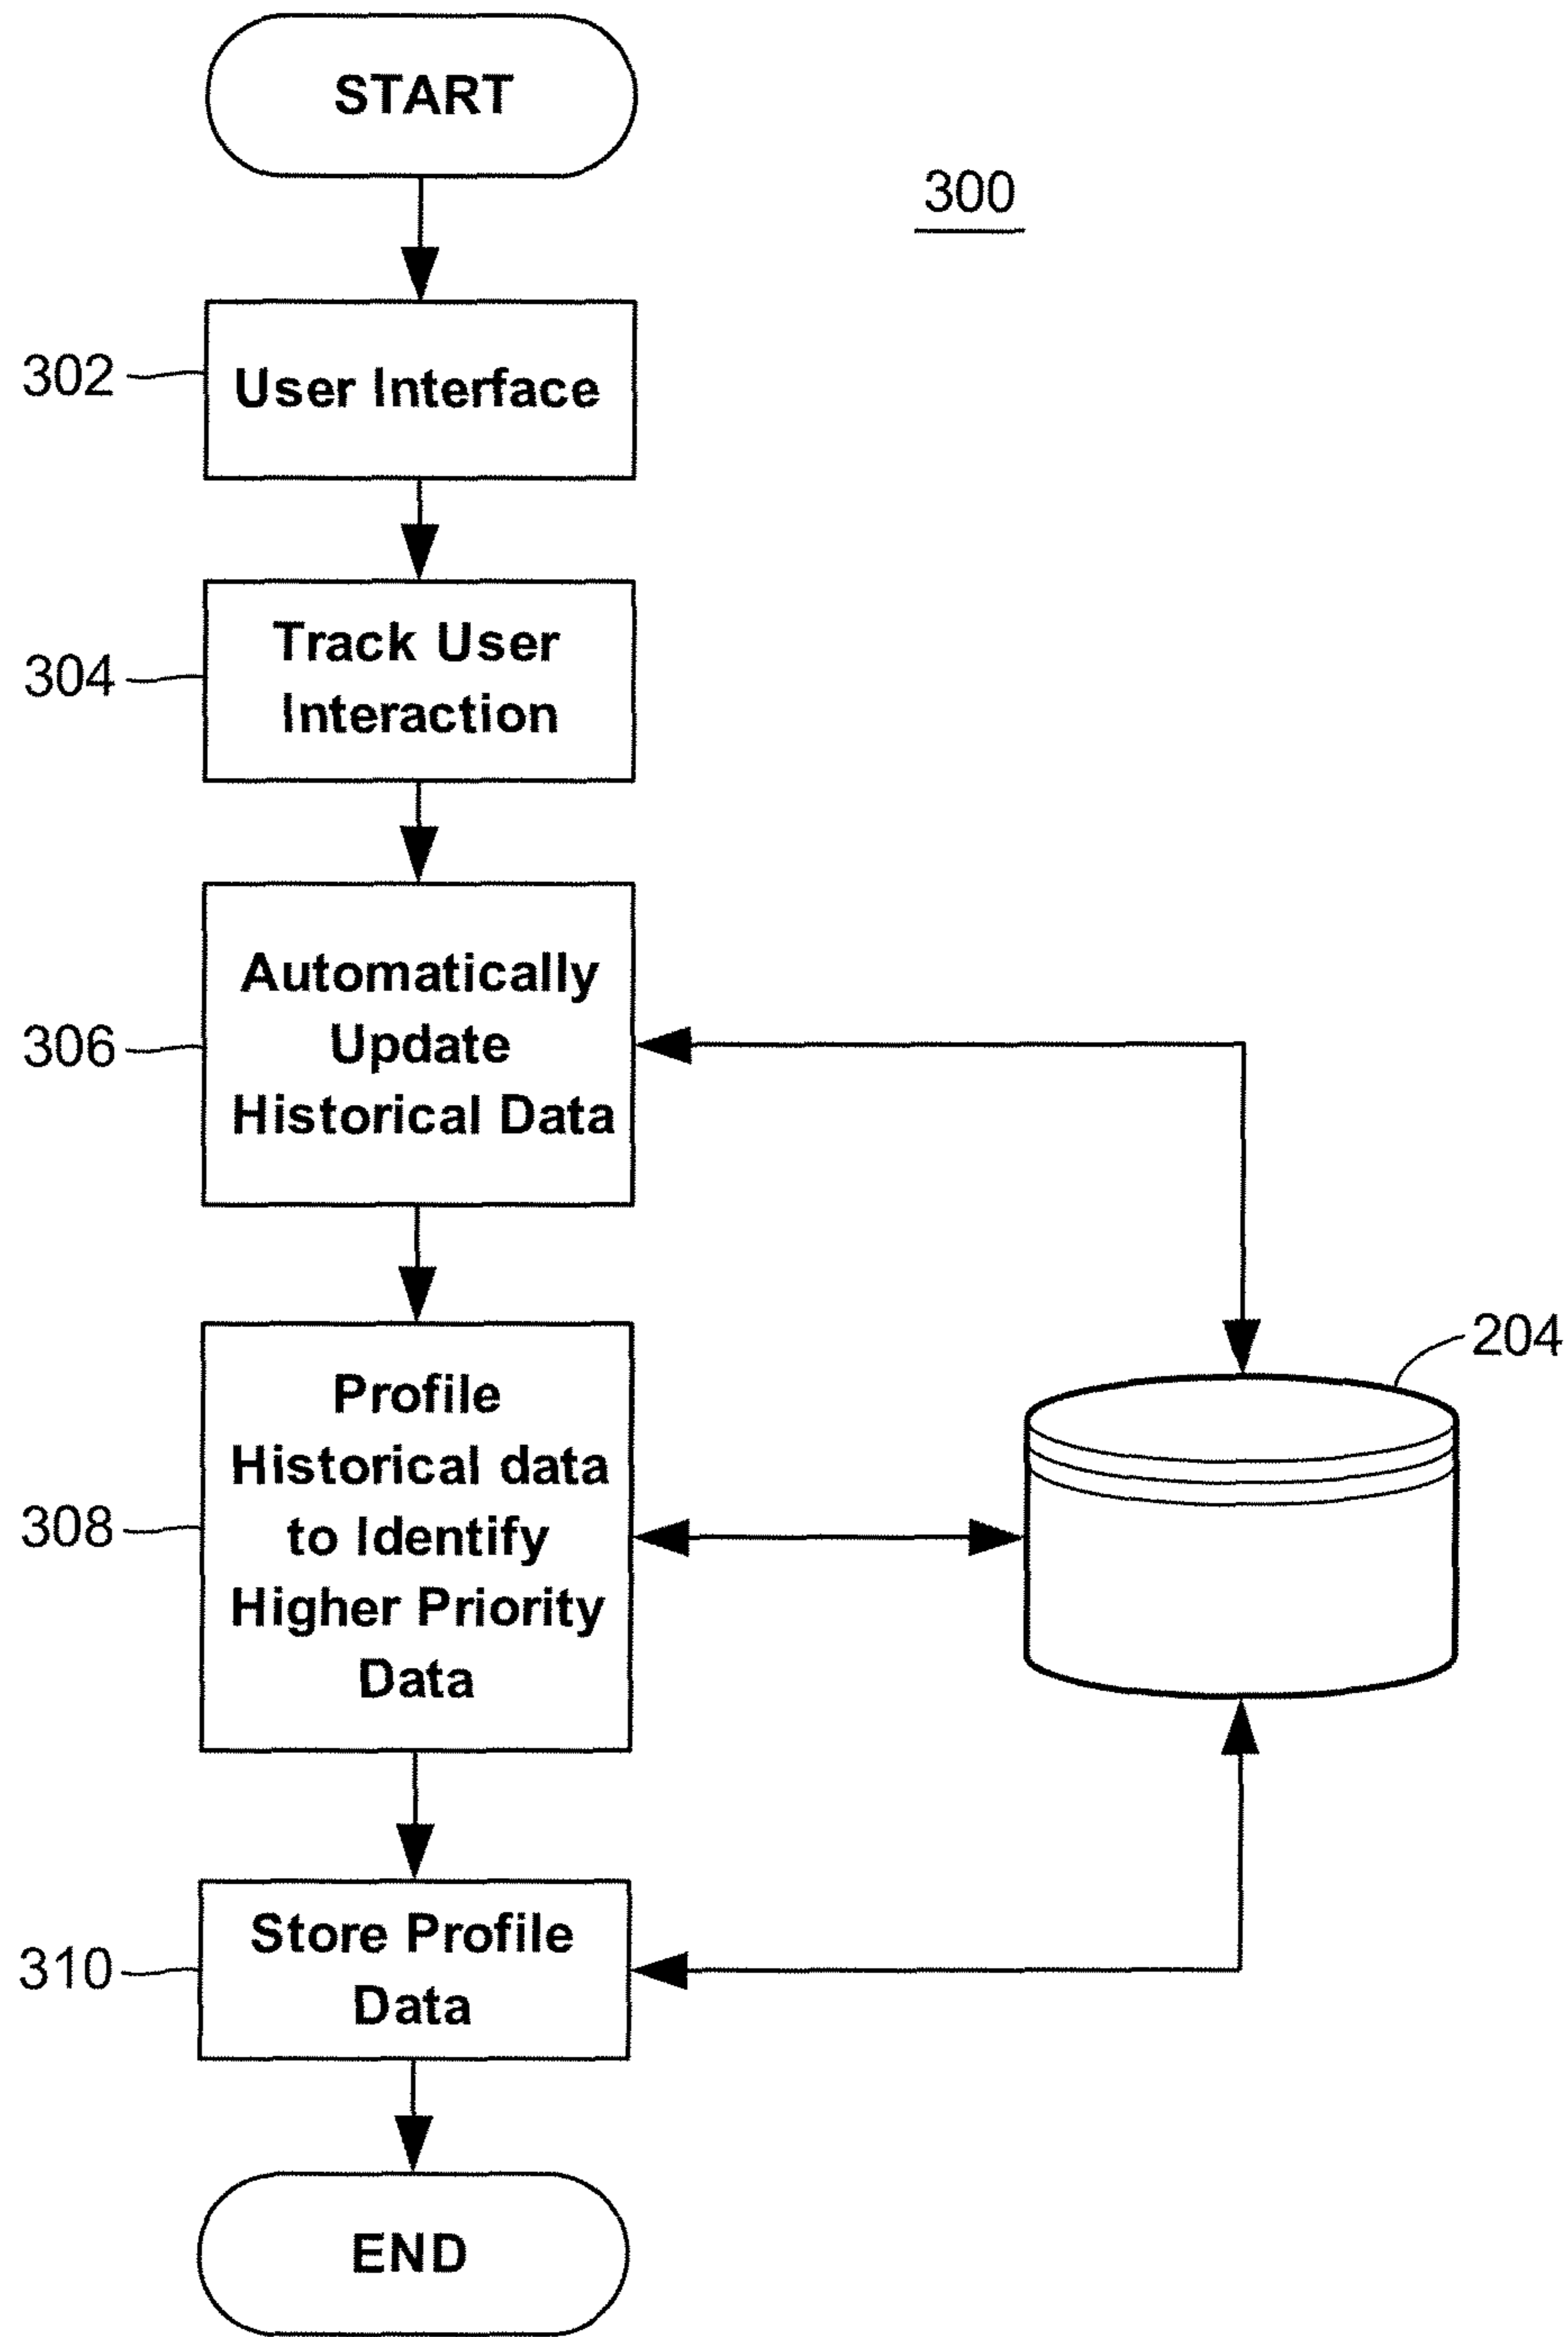 START
300
302
User Interface
304
Track User
Interaction
306
Automatically
Update
Historical Data
204
308
Profile
Historical data
to Identify
Higher Priority
Data
310
Store Profile
Data
END